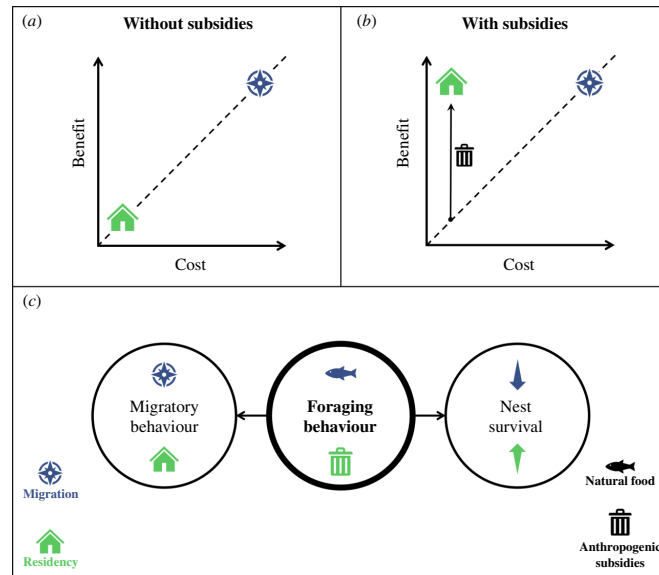 (a)
Without subsidies
Benefit
Cost
(b)
With subsidies
Benefit
Cost
(c)
Migratory
behaviour
Foraging
behaviour
Nest
survival
Migration
Residency
Natural food
Anthropogenic
subsidies